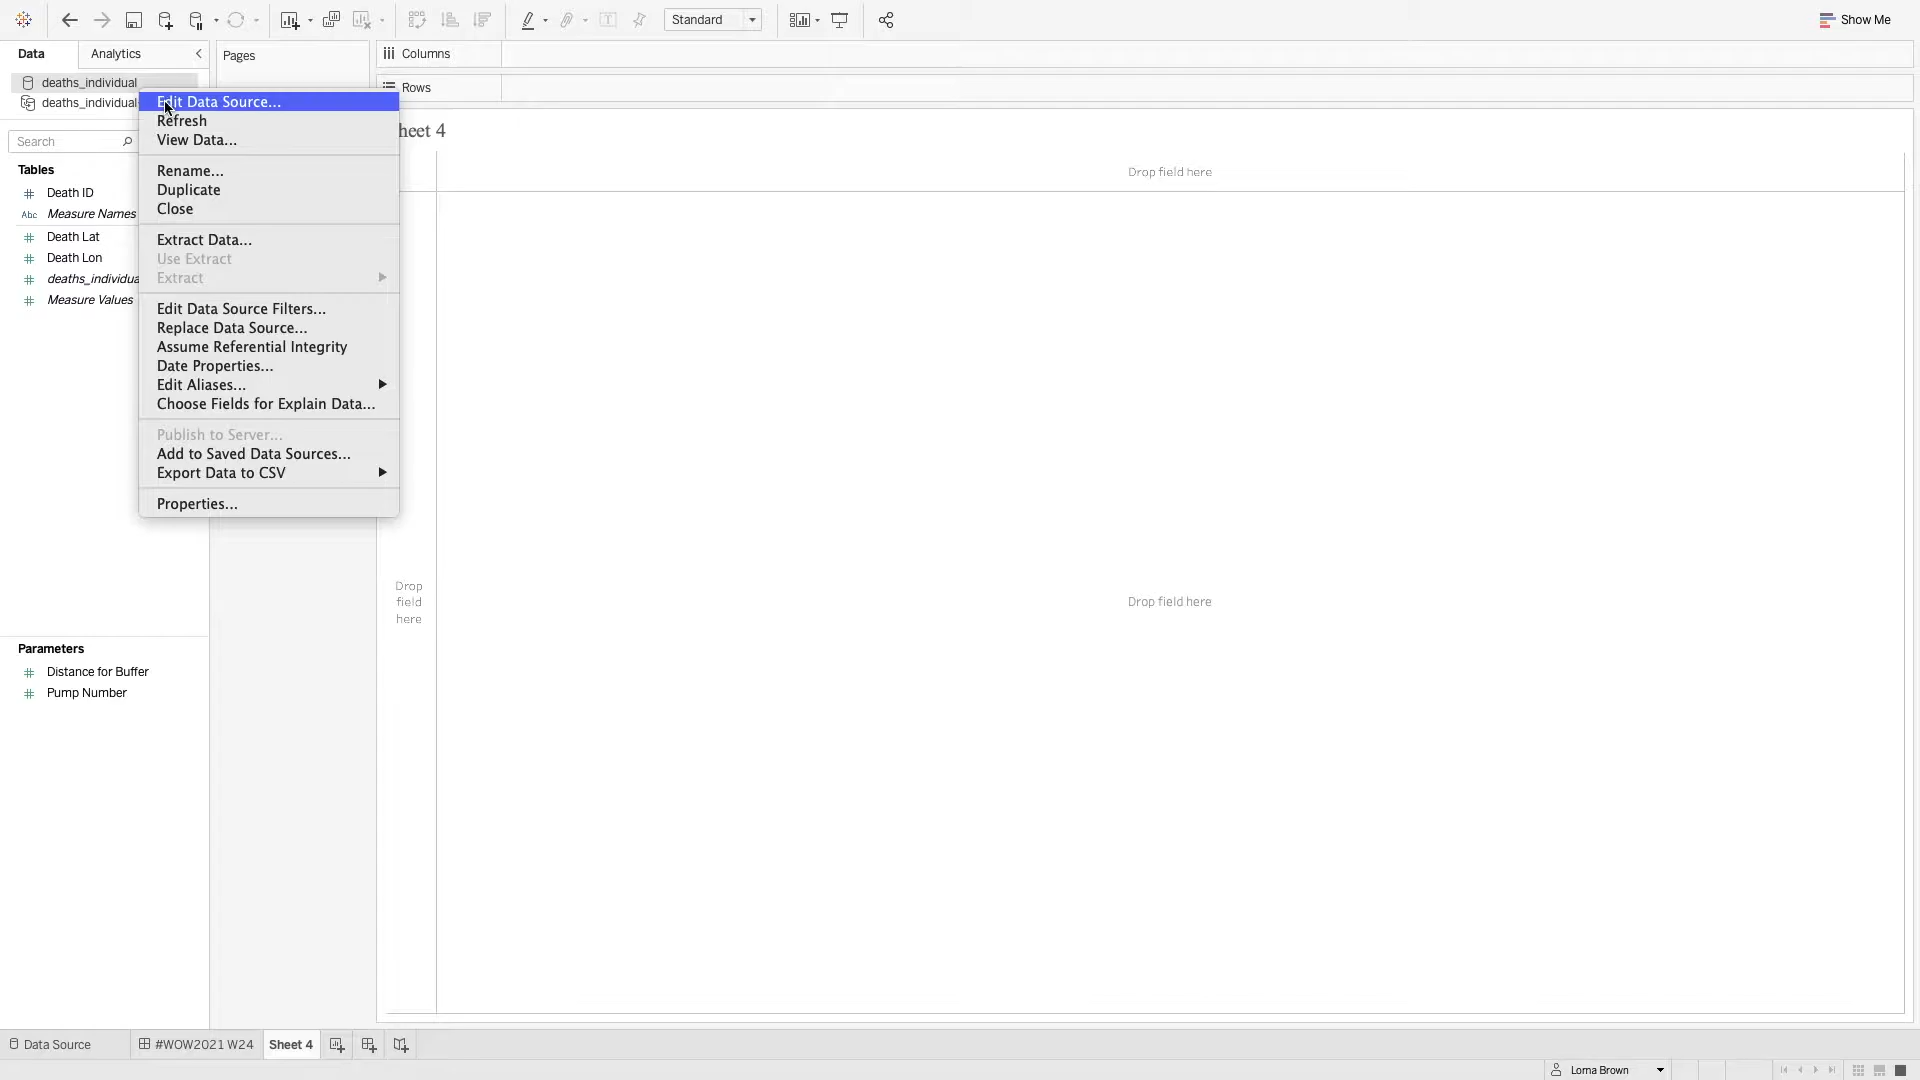 Standard
Show Me
Data
Analytics
Pages
Columns
Rows
deaths_individual
deaths_individual
Edit Data Source...
Refresh
View Data...
Rename...
Duplicate
Close
Extract Data...
Use Extract
Extract
Edit Data Source Filters...
Replace Data Source...
Assume Referential Integrity
Date Properties...
Edit Aliases...
Choose Fields for Explain Data...
Publish to Server...
Add to Saved Data Sources...
Export Data to CSV
Properties...
Search
Tables
Death ID
Abc Measure Names
Death Lat
Death Lon
deaths_individua
Measure Values
heet 4
Drop field here
Drop
field
here
Drop field here
Parameters
Distance for Buffer
Pump Number
Data Source
#WOW2021 W24
Sheet 4
Lorna Brown